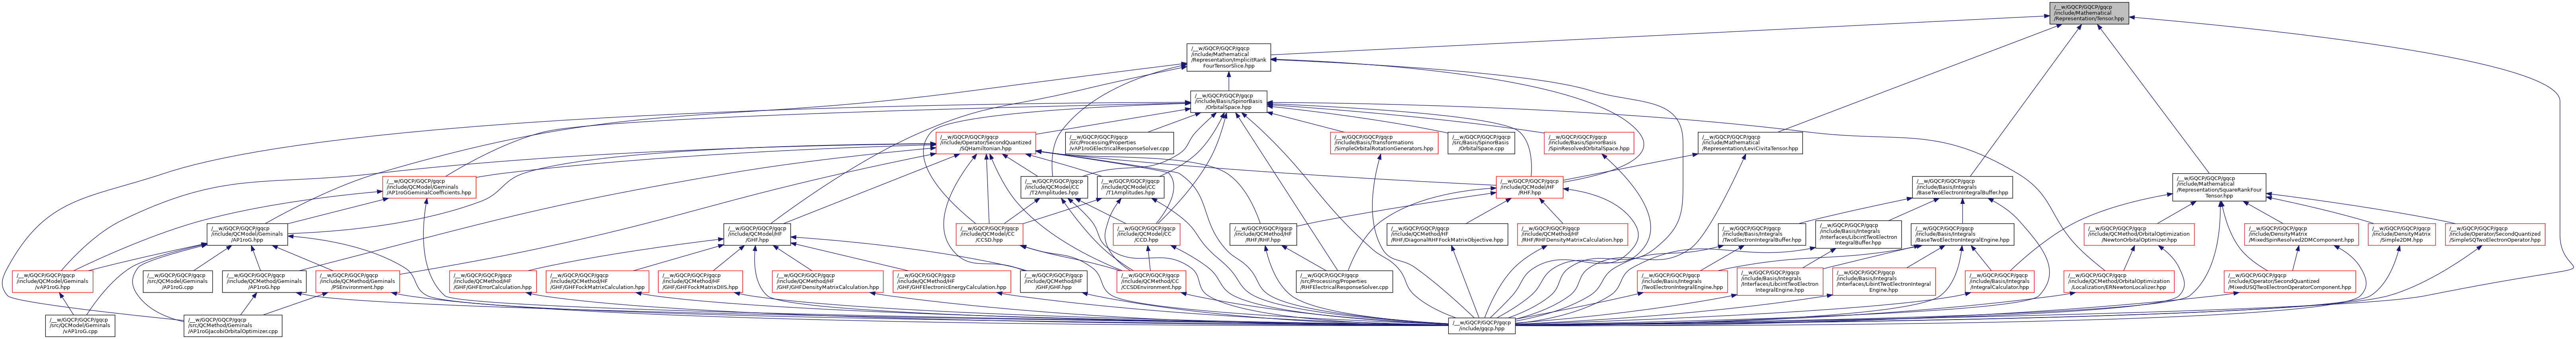 /__w/GQCP/GQCP/gqcp
/include/Mathematical
/Representation/Tensor.hpp
/__w/GQCP/GQCP/gqcp
/include/Mathematical
/Representation/ImplicitRank
FourTensorSlice.hpp
/__w/GQCP/GQCP/gqcp
/include/Basis/SpinorBasis
/OrbitalSpace.hpp
/__w/GQCP/GQCP/gqcp
/include/Operator/SecondQuantized
/SQHamiltonian.hpp
/__w/GQCP/GQCP/gqcp
/src/Processing/Properties
/vAP1roGElectricalResponseSolver.cpp
/__w/GQCP/GQCP/gqcp
/include/Basis/Transformations
/SimpleOrbitalRotationGenerators.hpp
/__w/GQCP/GQCP/gqcp
/src/Basis/SpinorBasis
/OrbitalSpace.cpp
/__w/GQCP/GQCP/gqcp
/include/Basis/SpinorBasis
/SpinResolvedOrbitalSpace.hpp
/__w/GQCP/GQCP/gqcp
/include/Mathematical
/Representation/LeviCivitaTensor.hpp
/__w/GQCP/GQCP/gqcp
/include/QCModel/Geminals
/AP1roGGeminalCoefficients.hpp
/__w/GQCP/GQCP/gqcp
/include/QCModel/CC
/T2Amplitudes.hpp
/__w/GQCP/GQCP/gqcp
/include/QCModel/CC
/T1Amplitudes.hpp
/__w/GQCP/GQCP/gqcp
/include/QCModel/HF
/RHF.hpp
/__w/GQCP/GQCP/gqcp
/include/Basis/Integrals
/BaseTwoElectronIntegralBuffer.hpp
/__w/GQCP/GQCP/gqcp
/include/Mathematical
/Representation/SquareRankFour
Tensor.hpp
/__w/GQCP/GQCP/gqcp
/include/QCModel/Geminals
/AP1roG.hpp
/__w/GQCP/GQCP/gqcp
/include/QCModel/HF
/GHF.hpp
/__w/GQCP/GQCP/gqcp
/include/QCModel/CC
/CCSD.hpp
/__w/GQCP/GQCP/gqcp
/include/QCModel/CC
/CCD.hpp
/__w/GQCP/GQCP/gqcp
/include/QCMethod/HF
/RHF/RHF.hpp
/__w/GQCP/GQCP/gqcp
/include/QCMethod/HF
/RHF/DiagonalRHFFockMatrixObjective.hpp
/__w/GQCP/GQCP/gqcp
/include/QCMethod/HF
/RHF/RHFDensityMatrixCalculation.hpp
/__w/GQCP/GQCP/gqcp
/include/Basis/Integrals
/TwoElectronIntegralBuffer.hpp
/__w/GQCP/GQCP/gqcp
/include/Basis/Integrals
/Interfaces/LibcintTwoElectron
IntegralBuffer.hpp
/__w/GQCP/GQCP/gqcp
/include/Basis/Integrals
/BaseTwoElectronIntegralEngine.hpp
/__w/GQCP/GQCP/gqcp
/include/QCMethod/OrbitalOptimization
/NewtonOrbitalOptimizer.hpp
/__w/GQCP/GQCP/gqcp
/include/DensityMatrix
/MixedSpinResolved2DMComponent.hpp
/__w/GQCP/GQCP/gqcp
/include/DensityMatrix
/Simple2DM.hpp
/__w/GQCP/GQCP/gqcp
/include/Operator/SecondQuantized
/SimpleSQTwoElectronOperator.hpp
/__w/GQCP/GQCP/gqcp
/include/QCModel/Geminals
/vAP1roG.hpp
/__w/GQCP/GQCP/gqcp
/src/QCModel/Geminals
/AP1roG.cpp
/__w/GQCP/GQCP/gqcp
/include/QCMethod/Geminals
/AP1roG.hpp
/__w/GQCP/GQCP/gqcp
/include/QCMethod/Geminals
/PSEnvironment.hpp
/__w/GQCP/GQCP/gqcp
/include/QCMethod/HF
/GHF/GHFErrorCalculation.hpp
/__w/GQCP/GQCP/gqcp
/include/QCMethod/HF
/GHF/GHFFockMatrixCalculation.hpp
/__w/GQCP/GQCP/gqcp
/include/QCMethod/HF
/GHF/GHFFockMatrixDIIS.hpp
/__w/GQCP/GQCP/gqcp
/include/QCMethod/HF
/GHF/GHFDensityMatrixCalculation.hpp
/__w/GQCP/GQCP/gqcp
/include/QCMethod/HF
/GHF/GHFElectronicEnergyCalculation.hpp
/__w/GQCP/GQCP/gqcp
/include/QCMethod/HF
/GHF/GHF.hpp
/__w/GQCP/GQCP/gqcp
/include/QCMethod/CC
/CCSDEnvironment.hpp
/__w/GQCP/GQCP/gqcp
/src/Processing/Properties
/RHFElectricalResponseSolver.cpp
/__w/GQCP/GQCP/gqcp
/include/Basis/Integrals
/TwoElectronIntegralEngine.hpp
/__w/GQCP/GQCP/gqcp
/include/Basis/Integrals
/Interfaces/LibcintTwoElectron
IntegralEngine.hpp
/__w/GQCP/GQCP/gqcp
/include/Basis/Integrals
/Interfaces/LibintTwoElectronIntegral
Engine.hpp
/__w/GQCP/GQCP/gqcp
/include/Basis/Integrals
/IntegralCalculator.hpp
/__w/GQCP/GQCP/gqcp
/include/QCMethod/OrbitalOptimization
/Localization/ERNewtonLocalizer.hpp
/__w/GQCP/GQCP/gqcp
/include/Operator/SecondQuantized
/MixedUSQTwoElectronOperatorComponent.hpp
/__w/GQCP/GQCP/gqcp
/src/QCModel/Geminals
/vAP1roG.cpp
/__w/GQCP/GQCP/gqcp
/src/QCMethod/Geminals
/AP1roGJacobiOrbitalOptimizer.cpp
/__w/GQCP/GQCP/gqcp
/include/gqcp.hpp